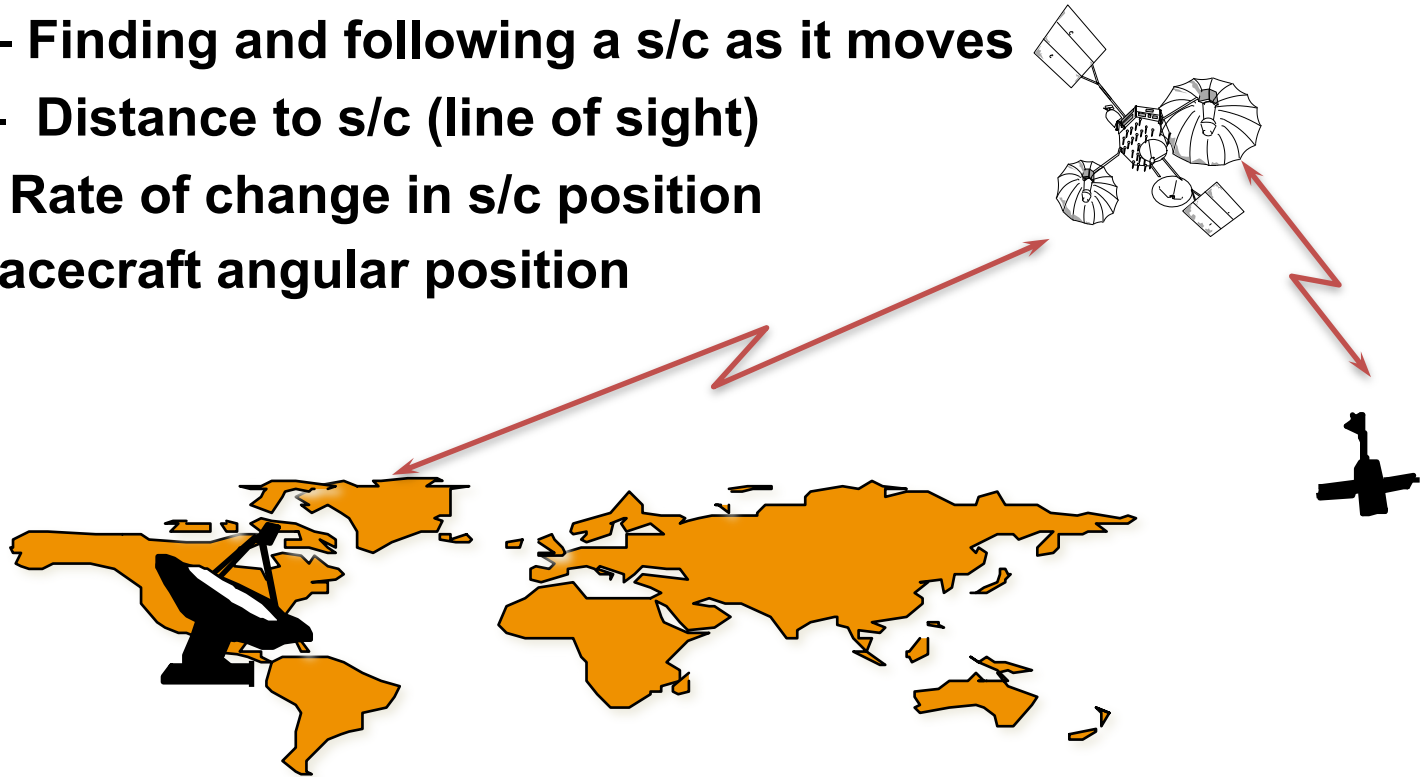 – Finding and following a s/c as it moves
- Distance to s/c (line of sight)
Rate of change in s/c position
acecraft angular position